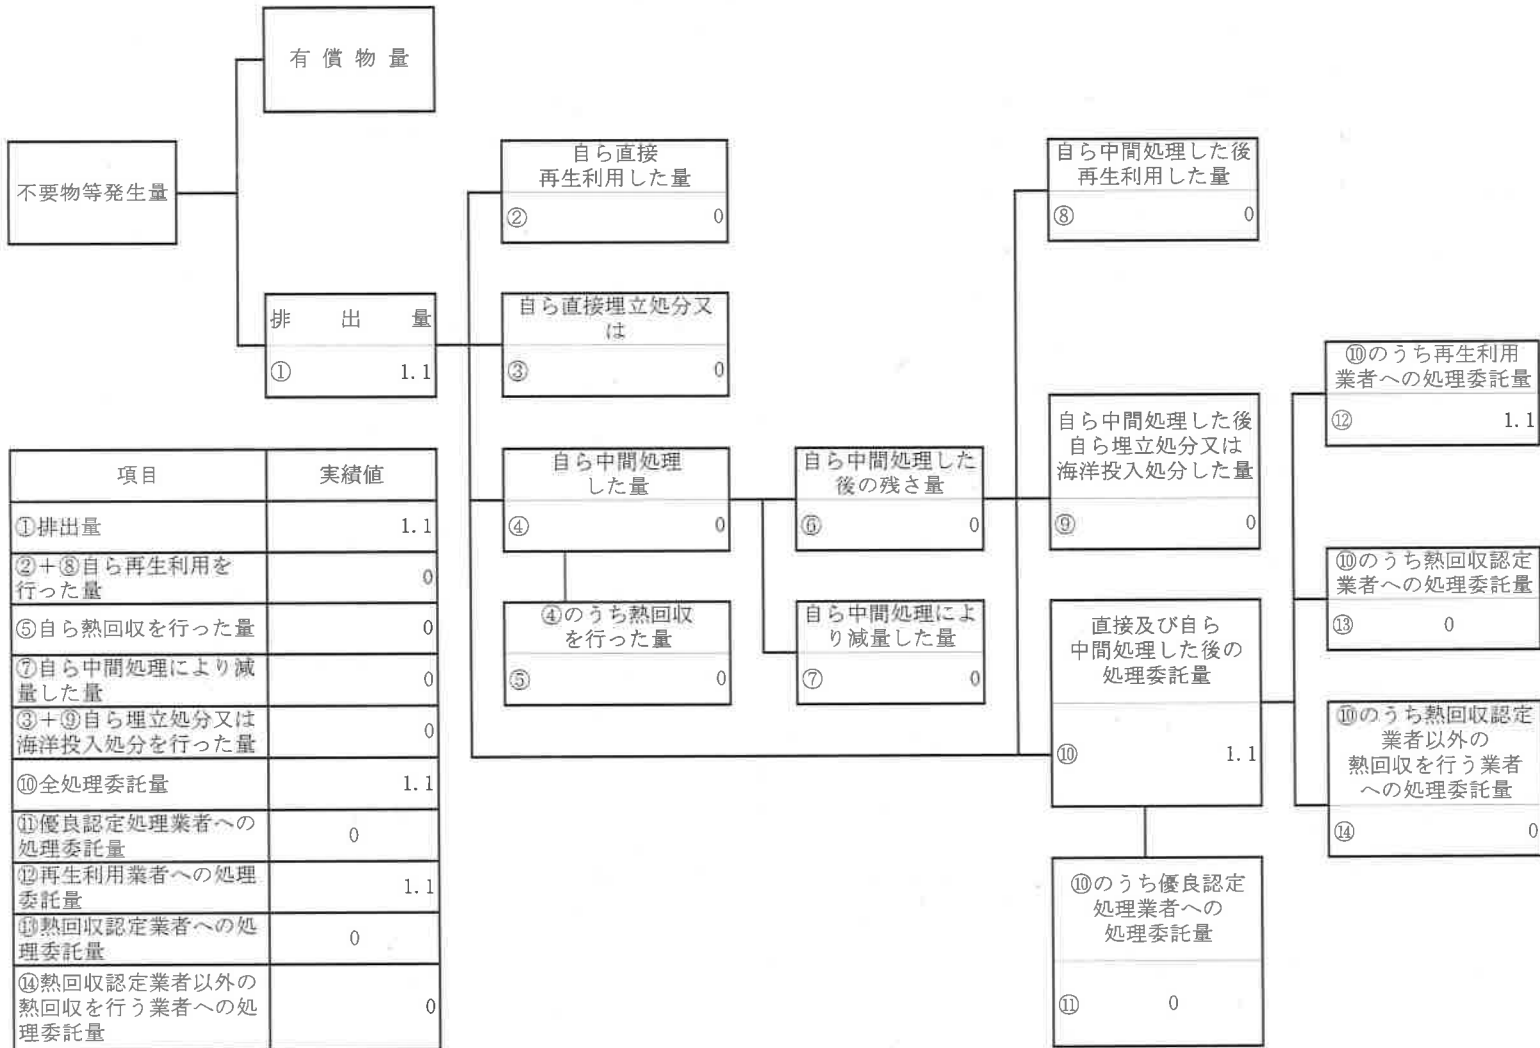 有償物量
不要物等発生量
排出量
① 1.1
自ら直接
再生利用した量
② 0
自ら直接埋立処分又
は
③ 0
自ら中間処理
した量
④ 0
④のうち熱回収
を行った量
⑤ 0
自ら中間処理した
後の残さ量
⑥ 0
自ら中間処理によ
り減量した量
⑦ 0
自ら中間処理した後
再生利用した量
⑧ 0
自ら中間処理した後
自ら埋立処分又は
海洋投入処分した量
⑨ 0
直接及び自ら
中間処理した後の
処理委託量
⑩ 1.1
⑩のうち優良認定
処理業者への
処理委託量
⑪ 0
⑩のうち再生利用
業者への処理委託量
⑫ 1.1
⑩のうち熱回収認定
業者への処理委託量
⑬ 0
⑩のうち熱回収認定
業者以外の
熱回収を行う業者
への処理委託量
⑭ 0
項目 実績値
①排出量 1.1
②+⑧自ら再生利用を
行った量 0
⑤自ら熱回収を行った量 0
⑦自ら中間処理により減
量した量 0
③+⑨自ら埋立処分又は
海洋投入処分を行った量 0
⑩全処理委託量 1.1
⑪優良認定処理業者への
処理委託量 0
⑫再生利用業者への処理
委託量 1.1
⑬熱回収認定業者への処
理委託量 0
⑭熱回収認定業者以外の
熱回収を行う業者への処
理委託量 0